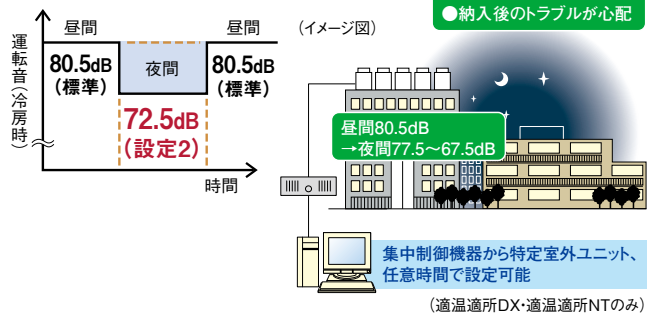 ●納入後のトラブルが心配
運転音(冷房時)
昼間
昼間
80.5dB
(標準)
夜間
80.5dB
(標準)
72.5dB
(設定2)
時間
(イメージ図)
昼間80.5dB
→夜間77.5～67.5dB
集中制御機器から特定室外ユニット、
任意時間で設定可能
(適温適所DX・適温適所NTのみ)